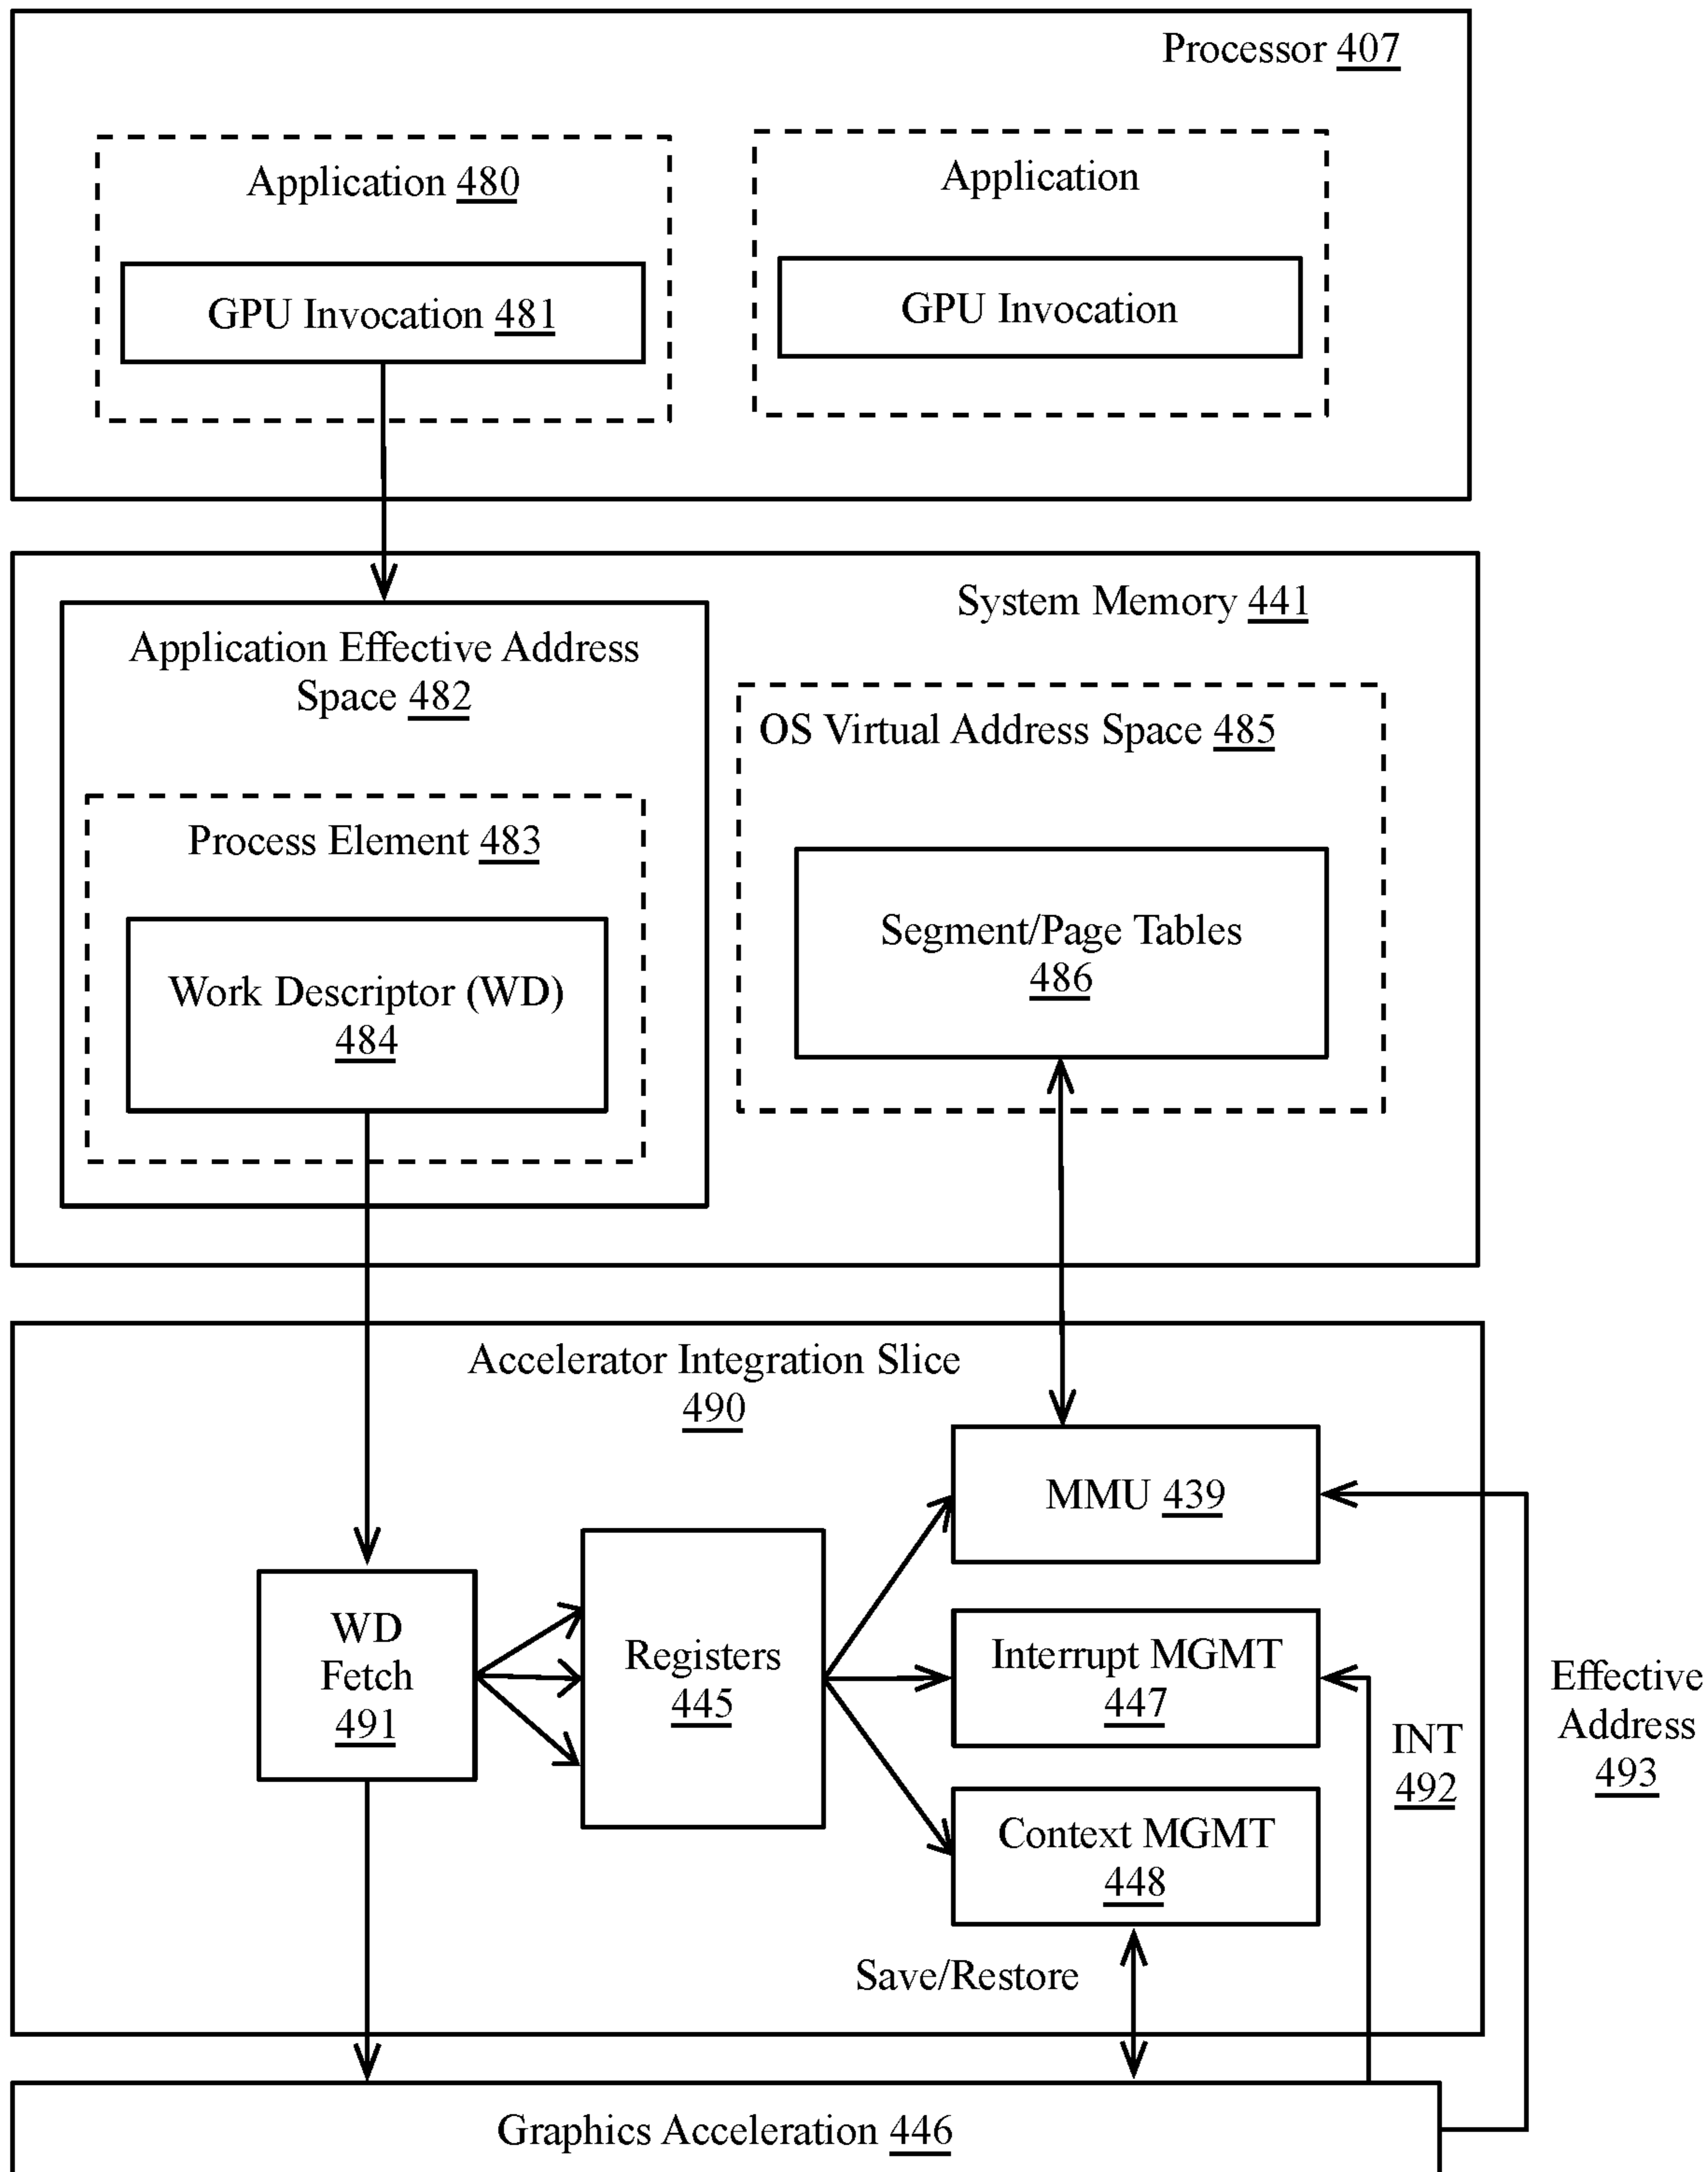 Processor 407
Application 480
GPU Invocation 481
Application
GPU Invocation
System Memory 441
Application Effective Address
Space 482
Process Element 483
Work Descriptor (WD)
484
OS Virtual Address Space 485
Segment/Page Tables
486
Accelerator Integration Slice
490
WD
Fetch
491
Registers
445
MMU 439
Interrupt MGMT
447
Context MGMT
448
Save/Restore
INT
492
Effective
Address
493
Graphics Acceleration 446